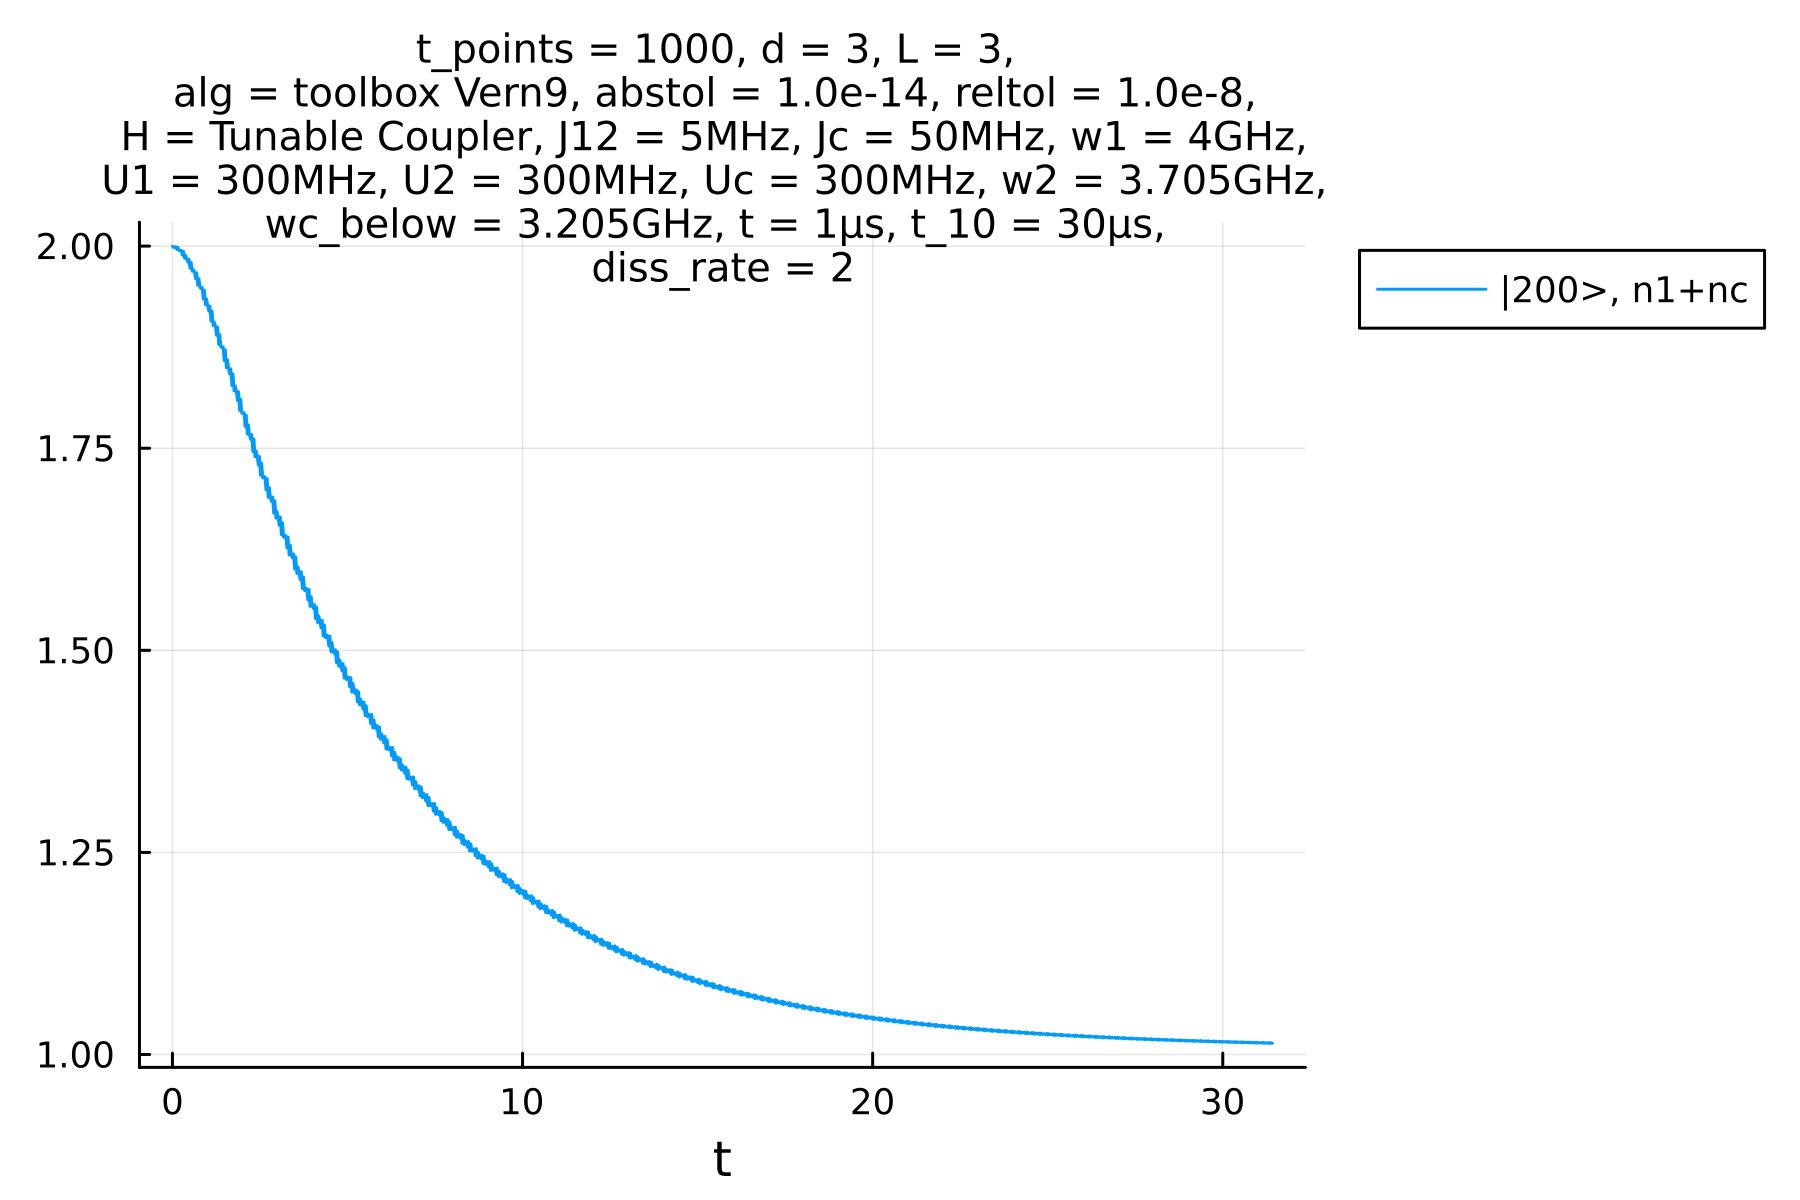 t_points = 1000, d = 3, L = 3,
alg = toolbox Vern9, abstol = 1.0e-14, reltol = 1.0e-8,
H = Tunable Coupler, J12 = 5MHz, Jc = 50MHz, w1 = 4GHz,
U1 = 300MHz, U2 = 300MHz, Uc = 300MHz, w2 = 3.705GHz,
wc_below = 3.205GHz, t = 1μs, t_10 = 30μs,
diss_rate = 2
|200>, n1+nc
2.00
1.75
1.50
1.25
1.00
0 10 20 30
t